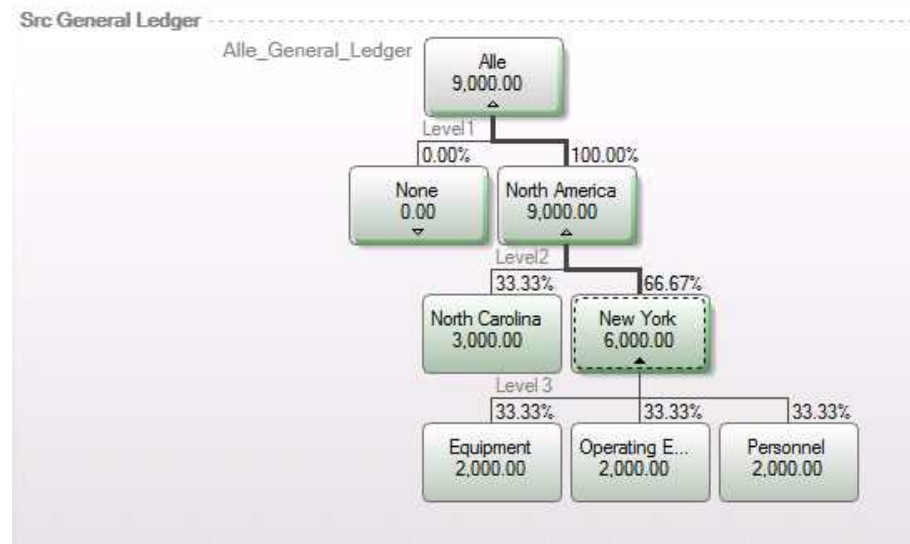 Src General Ledger
Alle_General_Ledger
Alle
9,000.00
Level1
0.00%
100.00%
None
0.00
North America
9,000.00
Level2
33.33%
66.67%
North Carolina
3,000.00
New York
6,000.00
Level 3
33.33%
33.33%
33.33%
Equipment
2,000.00
Operating E...
2,000.00
Personnel
2,000.00